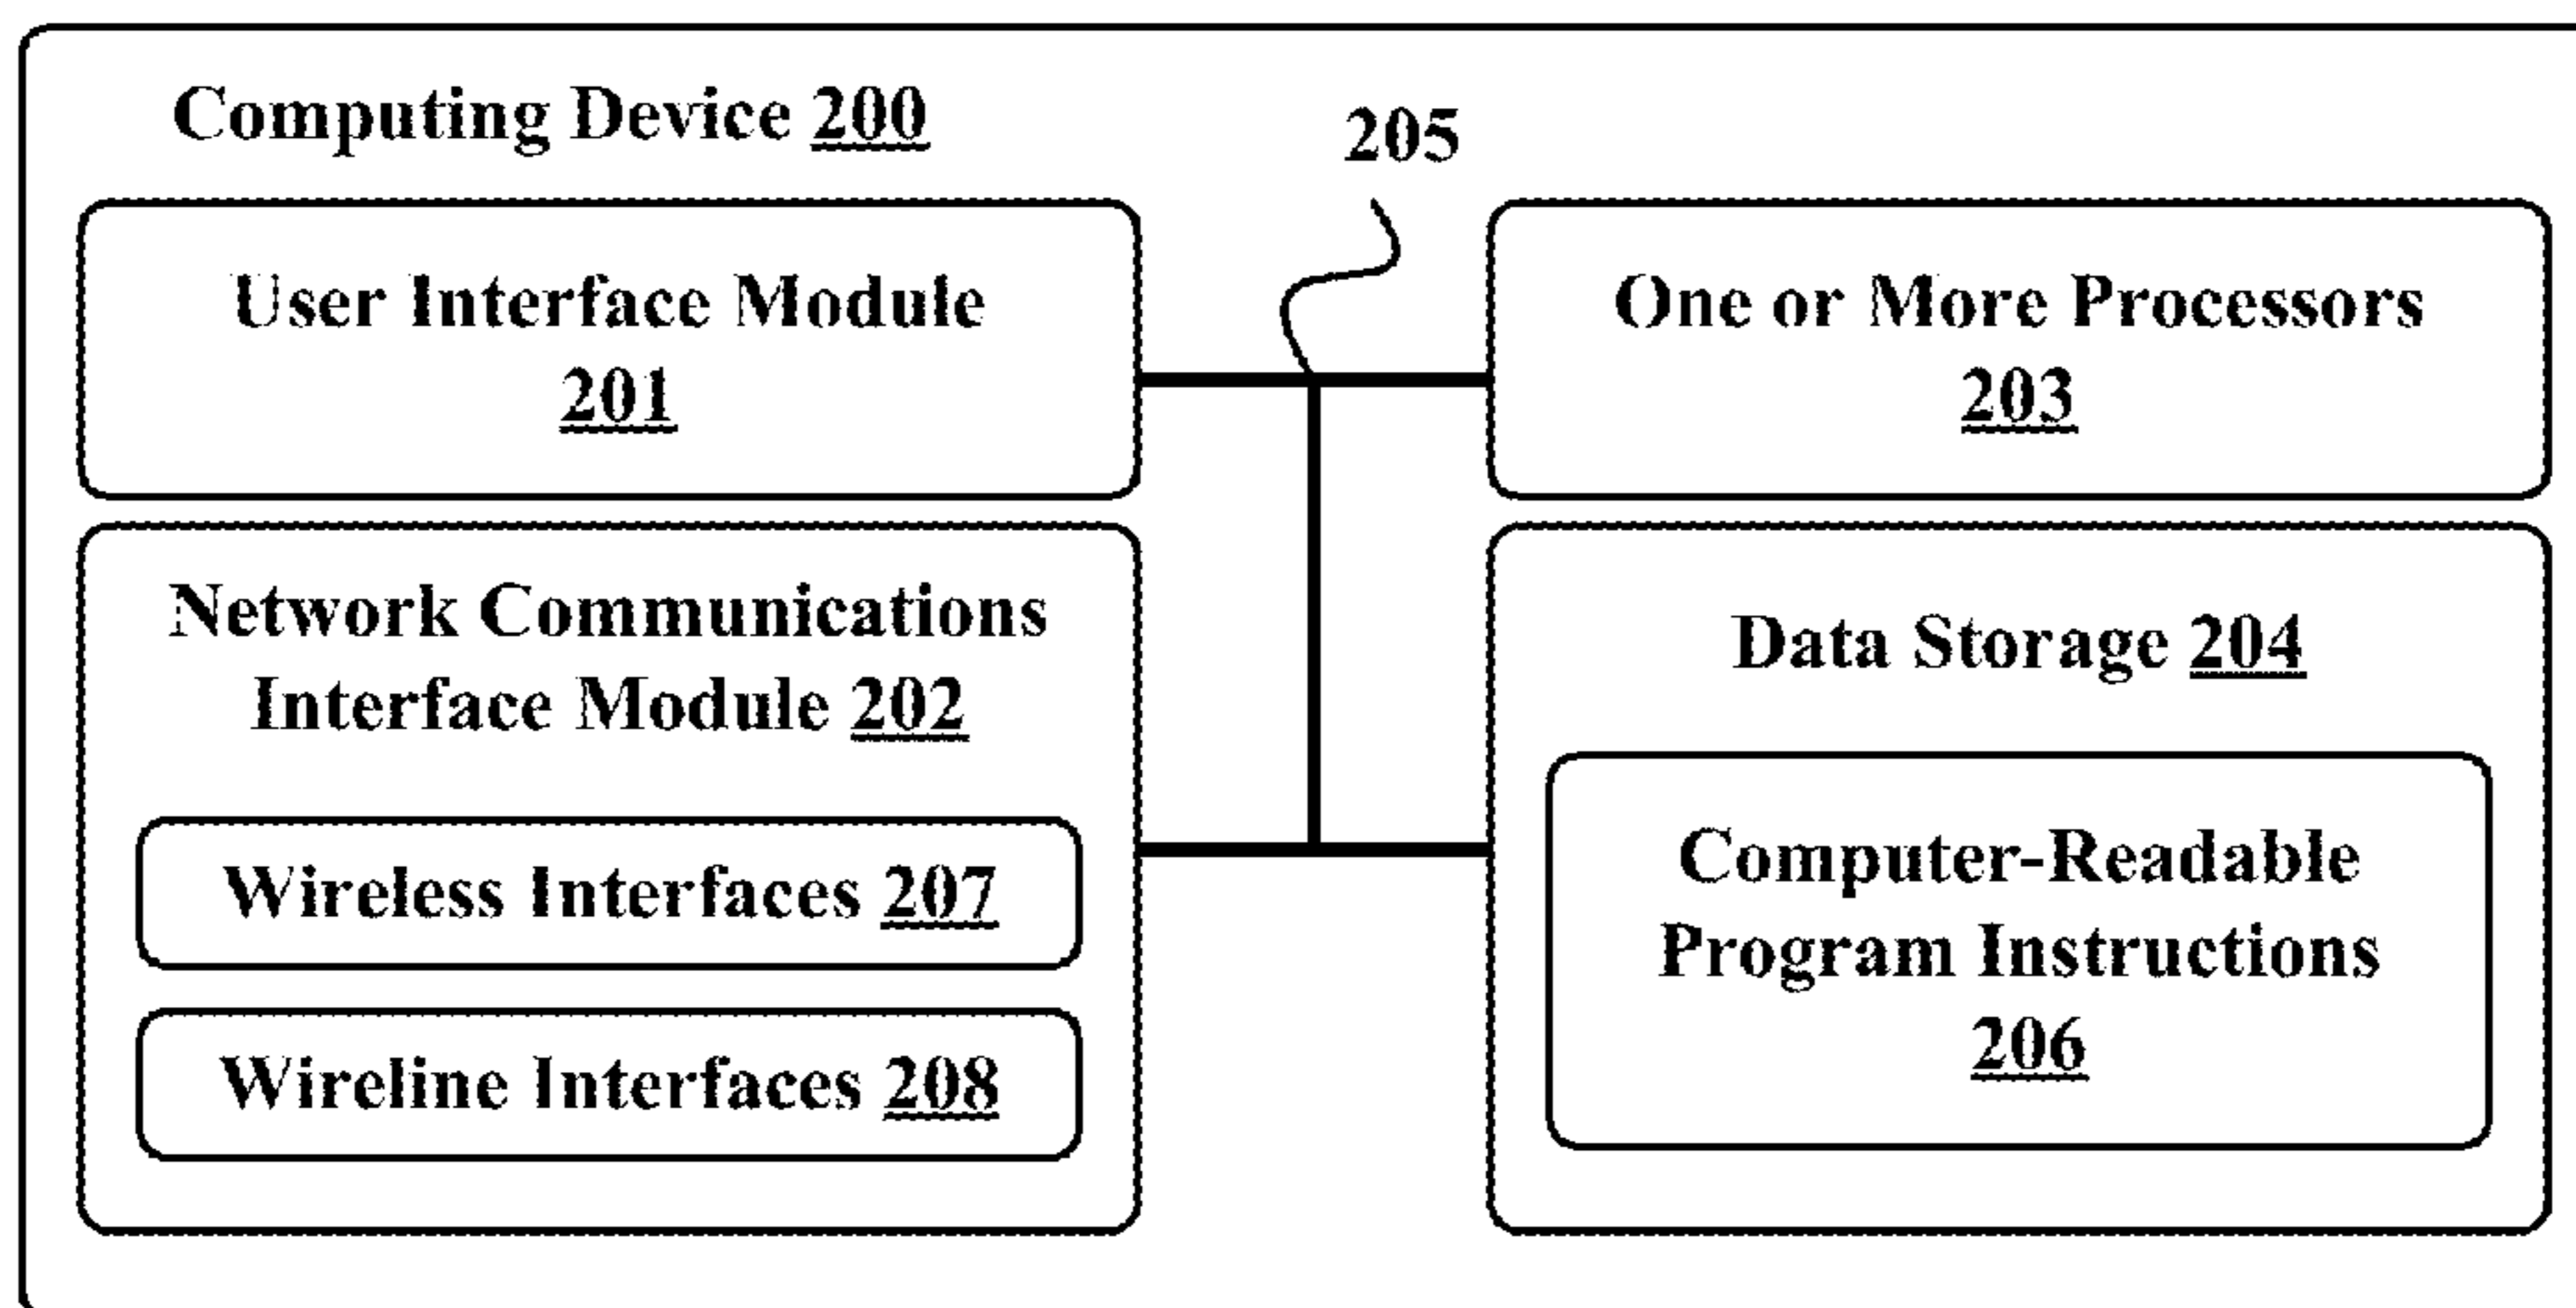 Computing Device 200
205
User Interface Module
201
One or More Processors
203
Network Communications
Interface Module 202
Wireless Interfaces 207
Wireline Interfaces 208
Data Storage 204
Computer-Readable
Program Instructions
206